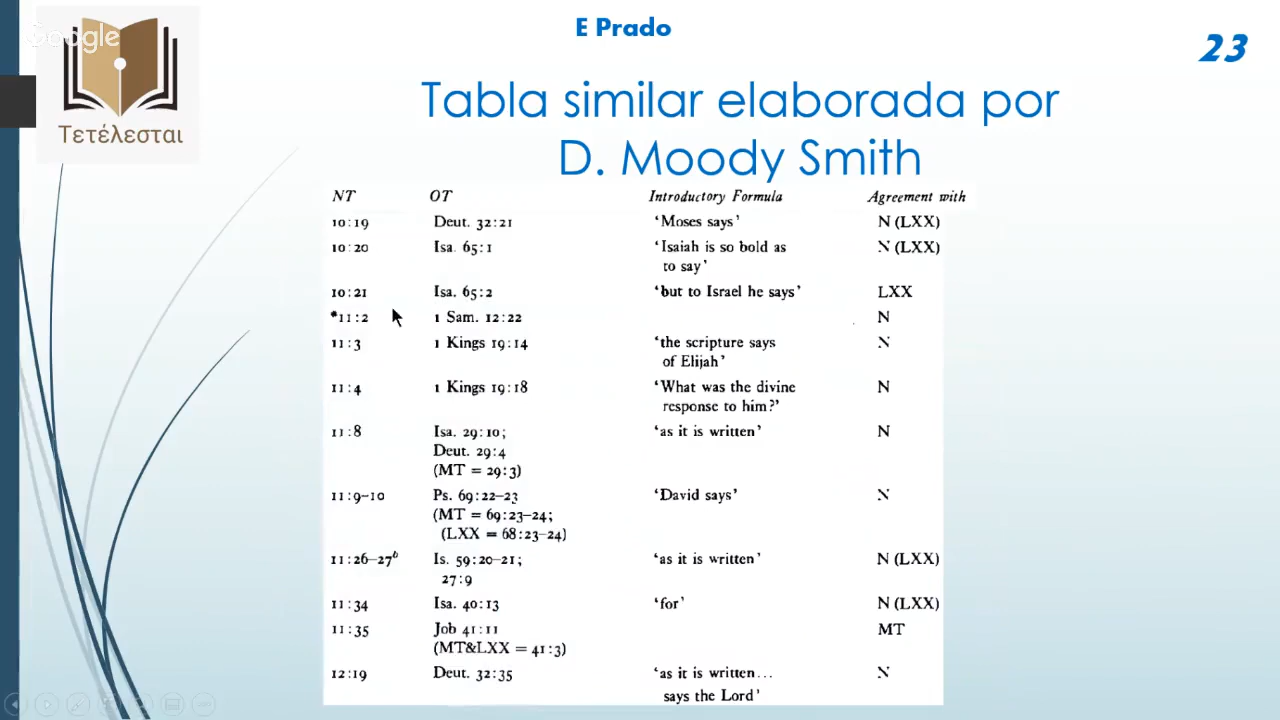 Google
E Prado
23
Τετέλεσται
Tabla similar elaborada por
D. Moody Smith
NT OT Introductory Formula Agreement with
10:19 Deut. 32:21 ‘Moses says’ N (LXX)
10:20 Isa. 65:1 ‘Isaiah is so bold as N (LXX)
to say’
10:21 Isa. 65:2 ‘but to Israel he says’ LXX
*11:2 1 Sam. 12:22 N
11:3 1 Kings 19:14 ‘the scripture says N
of Elijah’
11:4 1 Kings 19:18 ‘What was the divine N
response to him?’
11:8 Isa. 29:10; ‘as it is written’ N
Deut. 29:4
(MT = 29:3)
11:9–10 Ps. 69:22–23 ‘David says’ N
(MT = 69:23–24;
(LXX = 68:23–24)
11:26–27b Is. 59:20–21; ‘as it is written’ N (LXX)
27:9
11:34 Isa. 40:13 ‘for’ N (LXX)
11:35 Job 41:11 MT
(MT&LXX = 41:3)
12:19 Deut. 32:35 ‘as it is written... N
says the Lord’